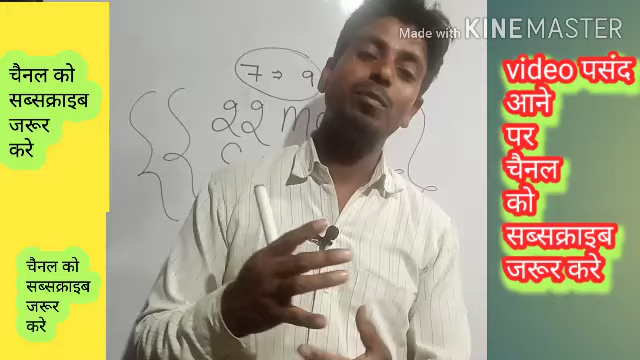 Made with KINEMASTER
चैनल को
सब्सक्राइब
जरूर
करे
7 ⇒ 9
२२
video पसंद
आने
पर
चैनल
को
सब्सक्राइब
जरूर करे
चैनल को
सब्सक्राइब
जरूर
करे